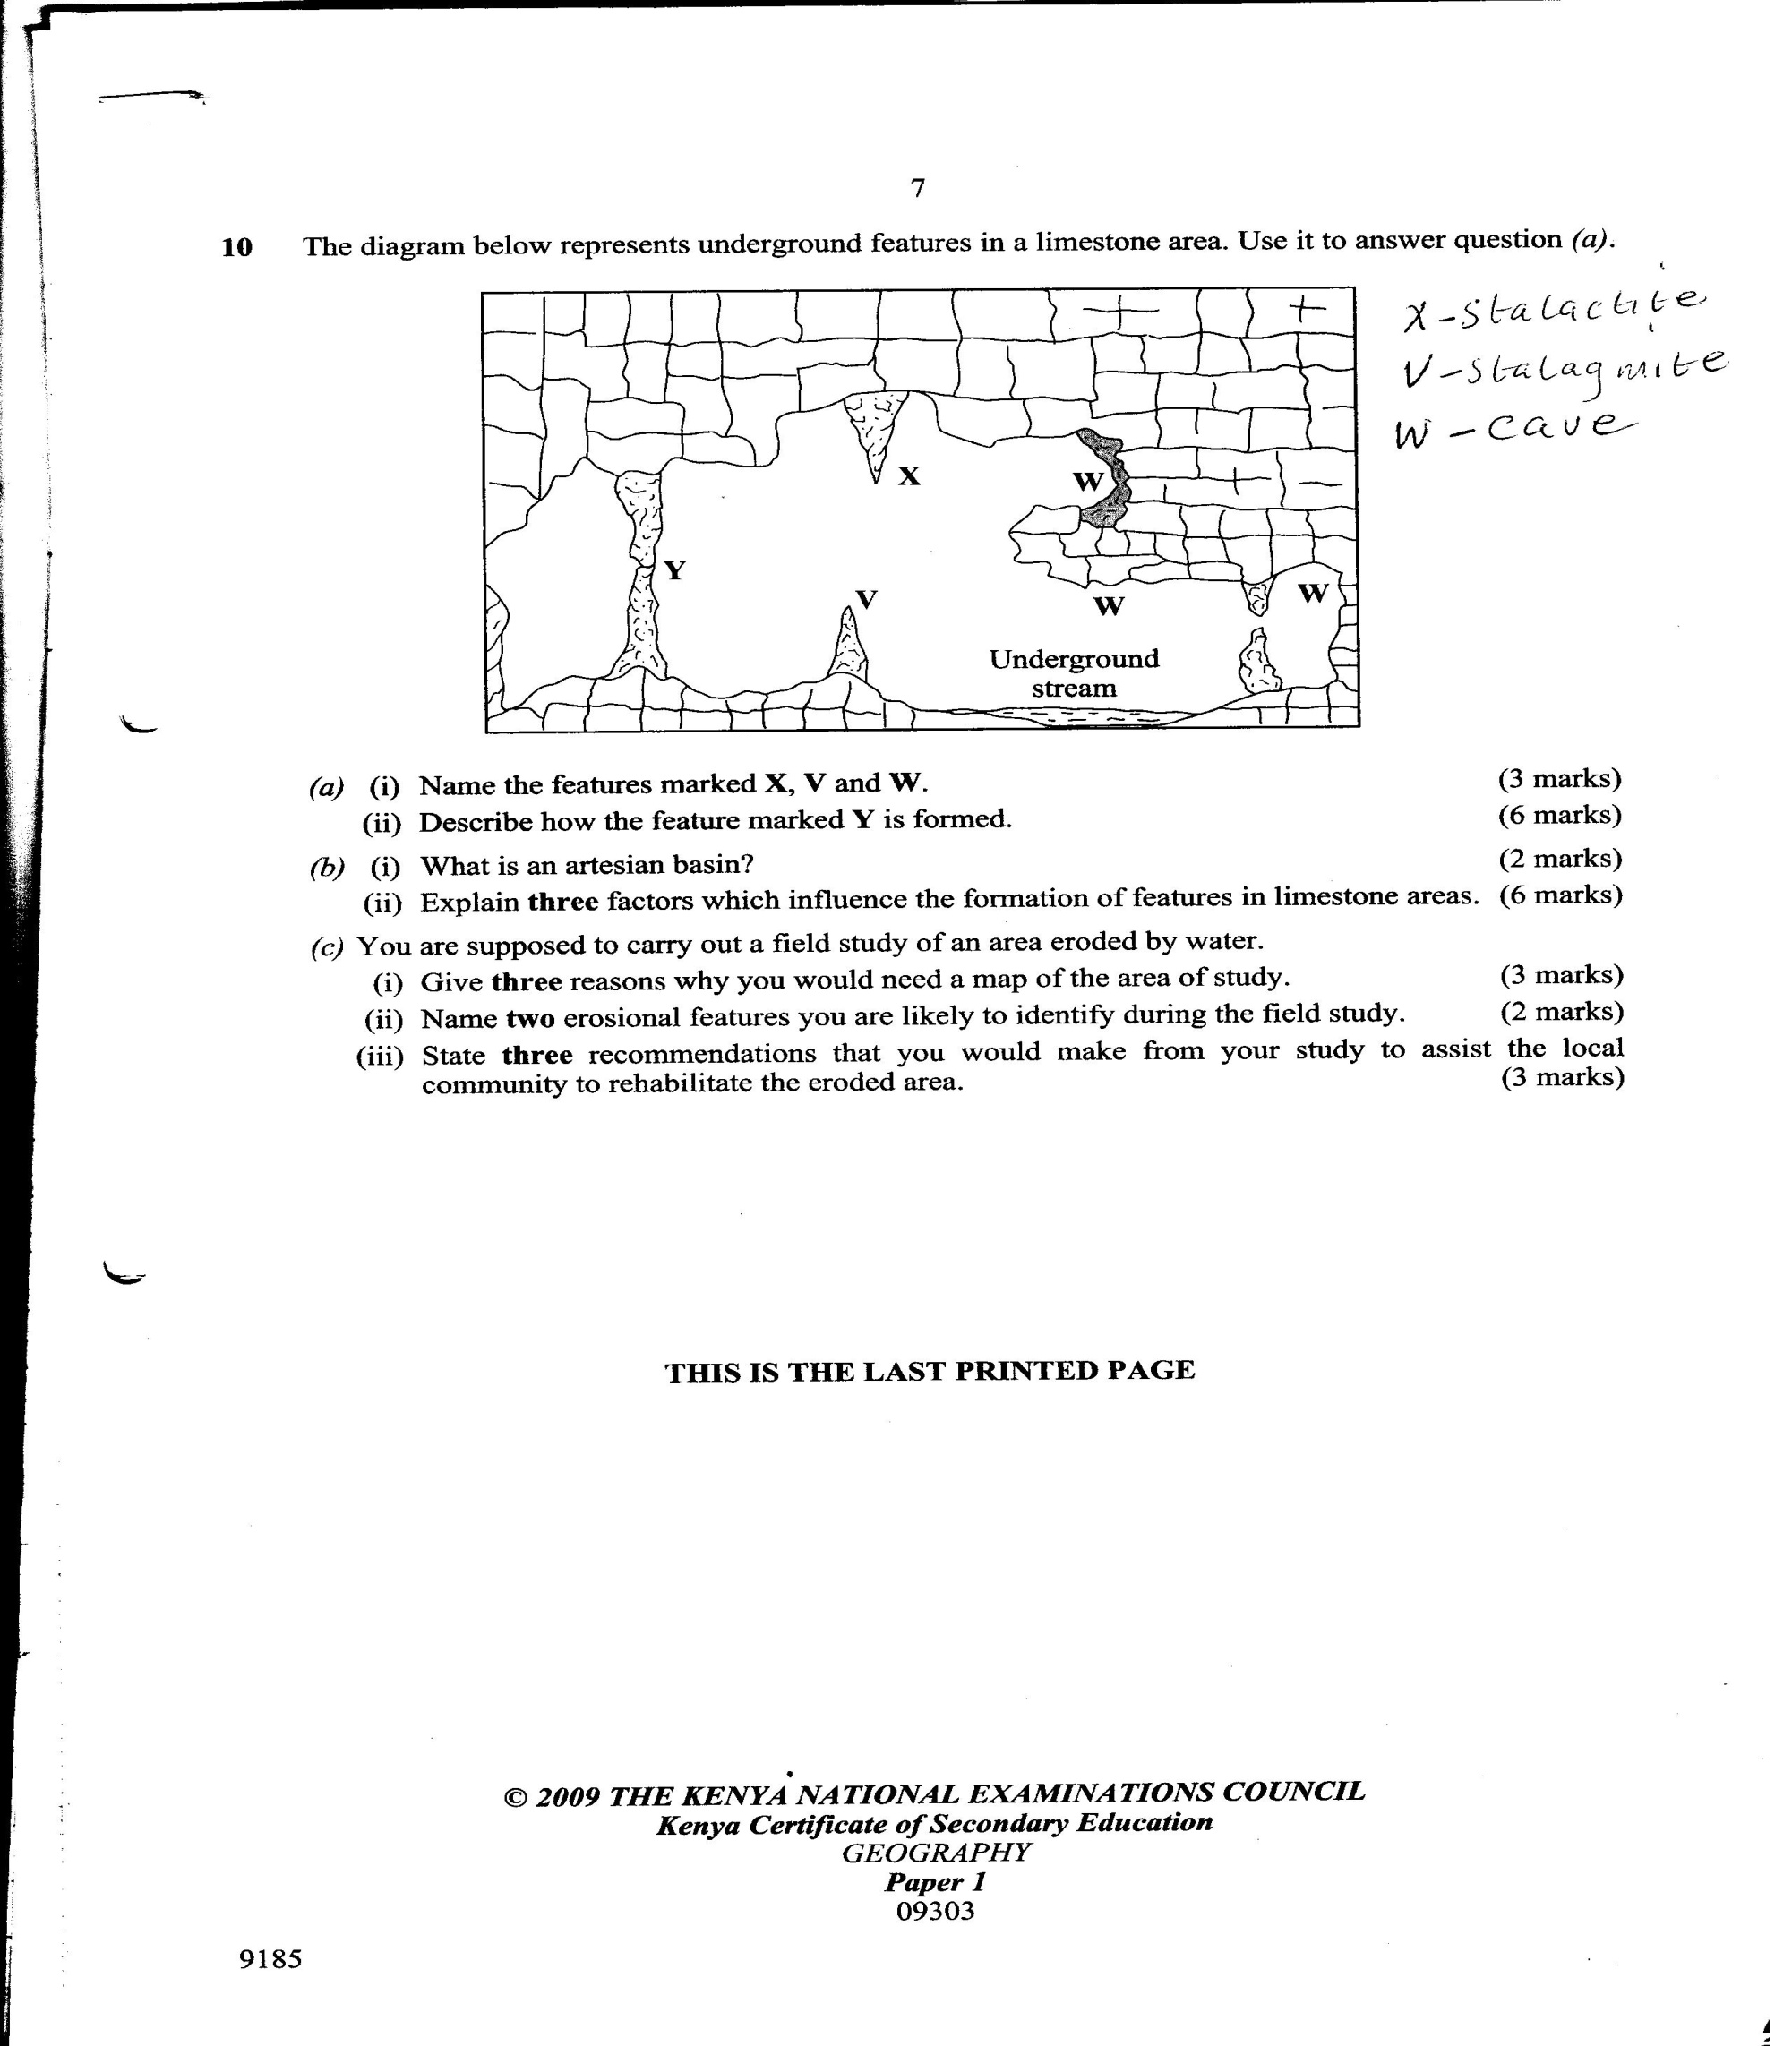 7
10 The diagram below represents underground features in a limestone area. Use it to answer question (a).
X-Stalactite
V-Stalagmite
W-Cave
X
W
Y
V
W
W
Underground
stream
(a) (i) Name the features marked X, V and W. (3 marks)
(ii) Describe how the feature marked Y is formed. (6 marks)
(b) (i) What is an artesian basin? (2 marks)
(ii) Explain three factors which influence the formation of features in limestone areas. (6 marks)
(c) You are supposed to carry out a field study of an area eroded by water.
(i) Give three reasons why you would need a map of the area of study. (3 marks)
(ii) Name two erosional features you are likely to identify during the field study. (2 marks)
(iii) State three recommendations that you would make from your study to assist the local
community to rehabilitate the eroded area. (3 marks)
THIS IS THE LAST PRINTED PAGE
© 2009 THE KENYA NATIONAL EXAMINATIONS COUNCIL
Kenya Certificate of Secondary Education
GEOGRAPHY
Paper 1
09303
9185